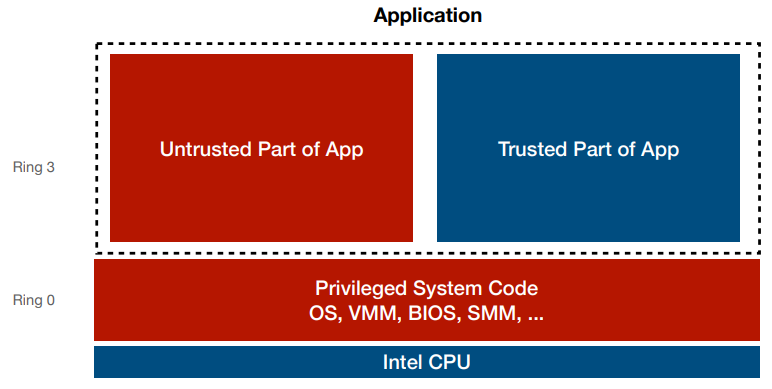 Application
Untrusted Part of App
Trusted Part of App
Ring 3
Privileged System Code
OS, VMM, BIOS, SMM, ...
Ring 0
Intel CPU